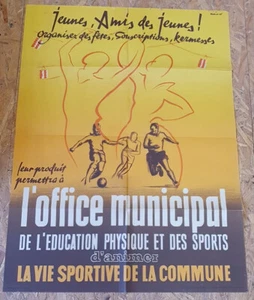 jeunes, Amis des jeunes!
organisez des fêtes, souscriptions, kermesses
leur produit
permettra à
l'office municipal
DE L'EDUCATION PHYSIQUE ET DES SPORTS
d'animer
LA VIE SPORTIVE DE LA COMMUNE